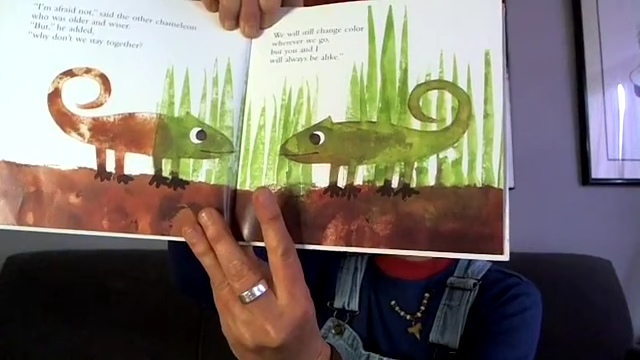 "I'm afraid not," said the other chameleon
who was older and wiser.
"But," he added,
"why don't we stay together?
We will still change color
wherever we go,
but you and I
will always be alike."